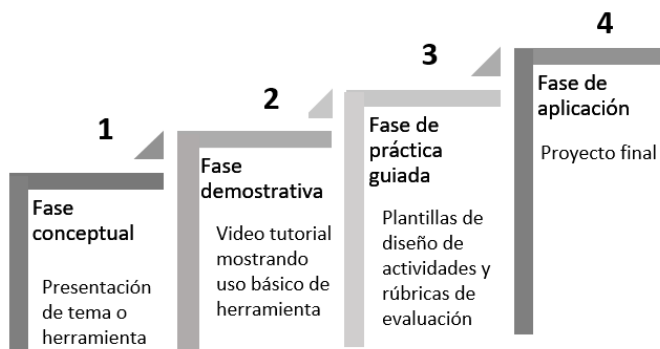 1
Fase
conceptual
Presentación
de tema o
herramienta
2
Fase
demostrativa
Video tutorial
mostrando
uso básico de
herramienta
3
Fase de
práctica
guiada
Plantillas de
diseño de
actividades y
rúbricas de
evaluación
4
Fase de
aplicación
Proyecto final